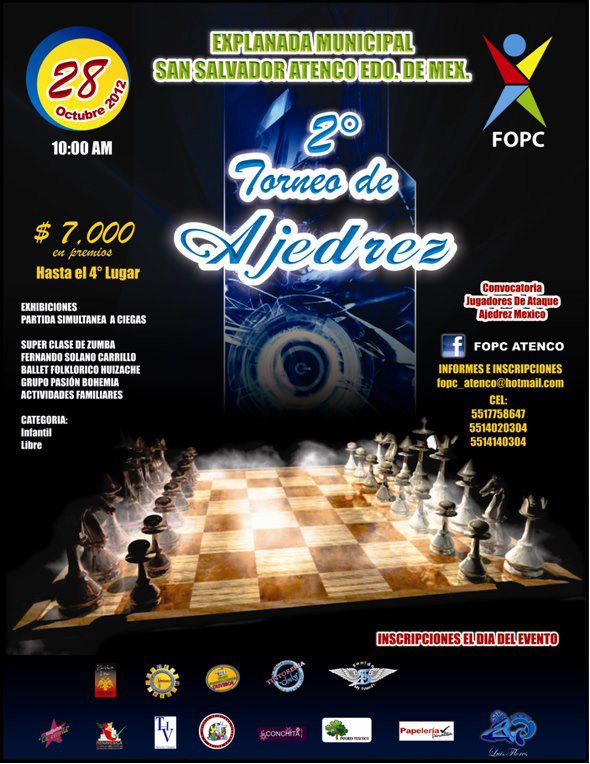 EXPLANADA MUNICIPAL
SAN SALVADOR ATENCO EDO. DE MEX.
28
Octubre 2012
10:00 AM
FOPC
2°
Torneo de
Ajedrez
$ 7,000
en premios
Hasta el 4° Lugar
EXHIBICIONES
PARTIDA SIMULTANEA A CIEGAS
SUPER CLASE DE ZUMBA
FERNANDO SOLANO CARRILLO
BALLET FOLKLORICO HUIZACHE
GRUPO PASIÓN BOHEMIA
ACTIVIDADES FAMILIARES
CATEGORIA:
Infantil
Libre
Convocatoria
Jugadores De Ataque
Ajedrez Mexico
f FOPC ATENCO
INFORMES E INSCRIPCIONES
fopc_atenco@hotmail.com
CEL:
5517758647
5514020304
5514140304
INSCRIPCIONES EL DIA DEL EVENTO
TINTORERIA
THV
CONCHITA
Papelería
Luis Flores